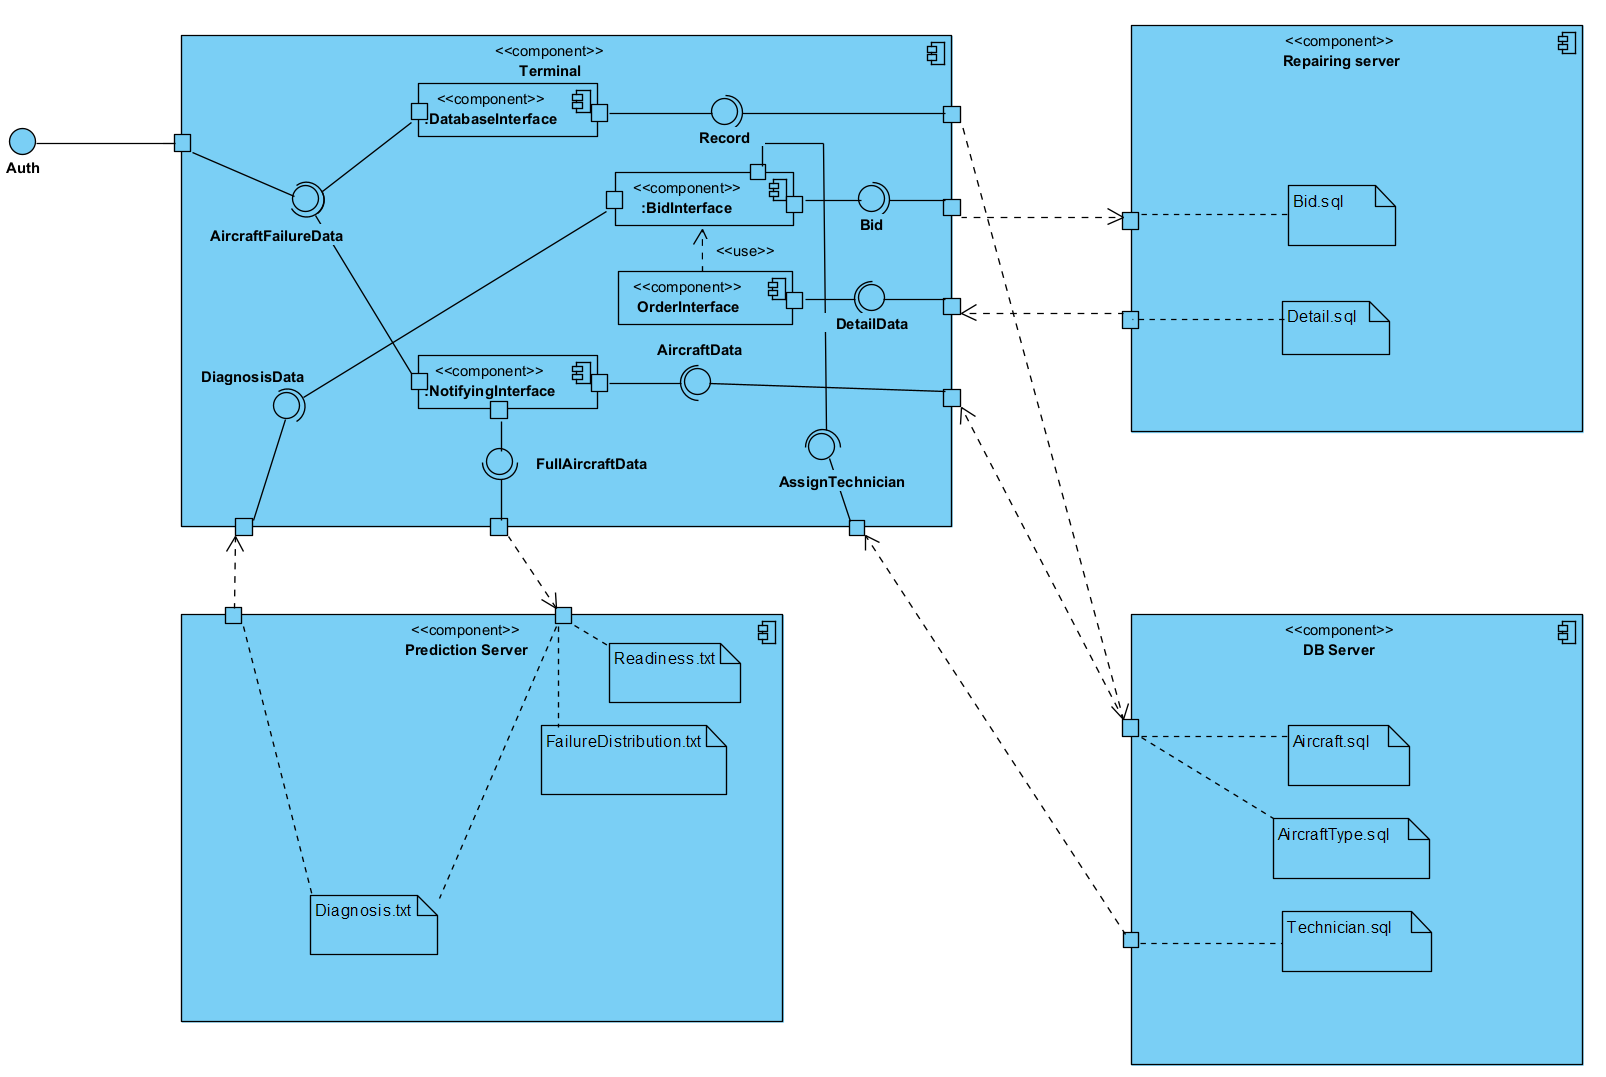 <<component>>
Terminal
<<component>>
:DatabaseInterface
Record
Auth
<<component>>
:BidInterface
Bid
AircraftFailureData
<<use>>
<<component>>
OrderInterface
DetailData
AircraftData
<<component>>
:NotifyingInterface
DiagnosisData
FullAircraftData
AssignTechnician
<<component>>
Repairing server
Bid.sql
Detail.sql
<<component>>
Prediction Server
Readiness.txt
FailureDistribution.txt
Diagnosis.txt
<<component>>
DB Server
Aircraft.sql
AircraftType.sql
Technician.sql